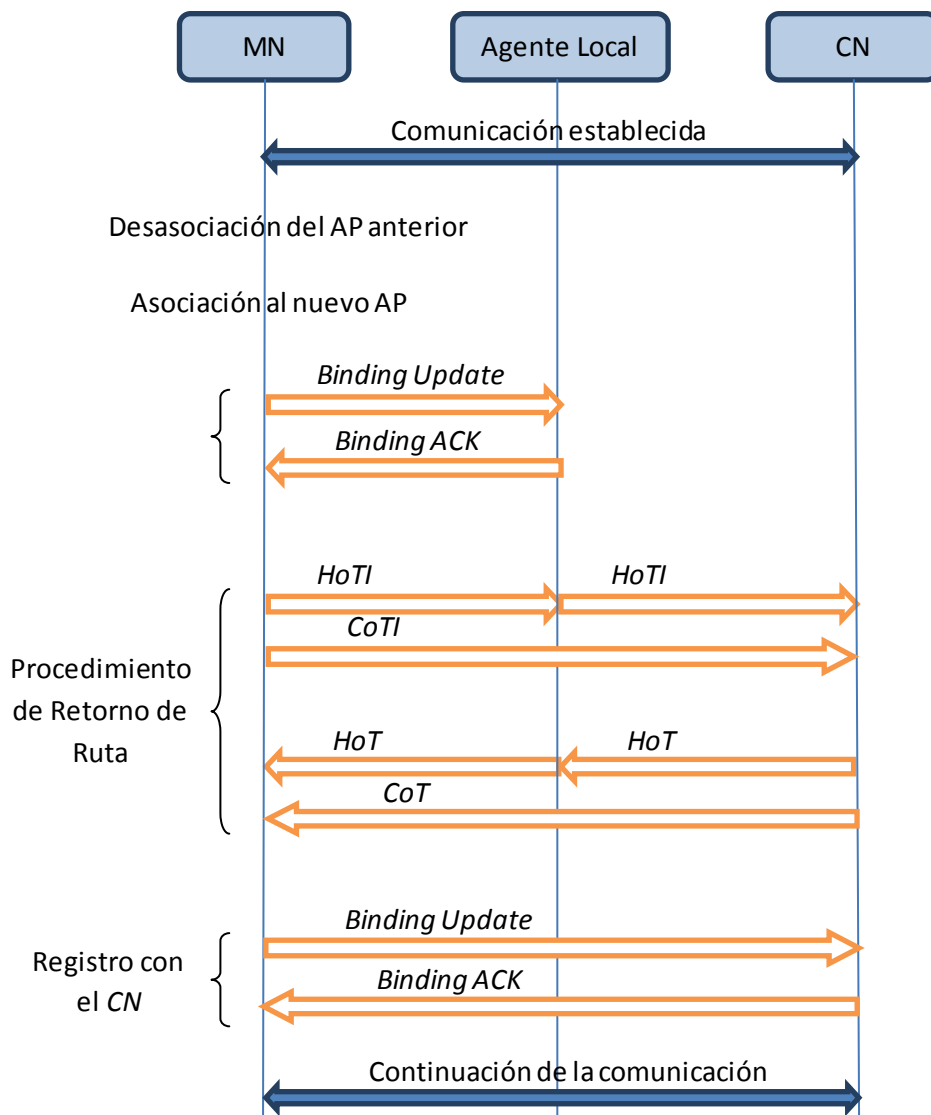 MN
Agente Local
CN
Comunicación establecida
Desasociación del AP anterior
Asociación al nuevo AP
Binding Update
Binding ACK
HoTI
HoTI
CoTI
Procedimiento
de Retorno de
Ruta
HoT
HoT
CoT
Binding Update
Registro con
el CN
Binding ACK
Continuación de la comunicación